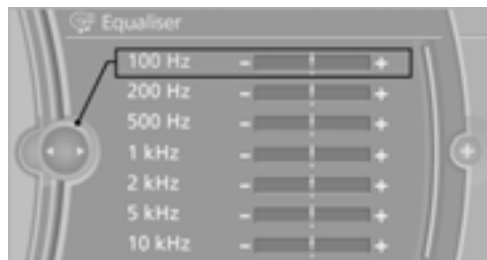 Equaliser
100 Hz - +
200 Hz - +
500 Hz - +
1 kHz - +
2 kHz - +
5 kHz - +
10 kHz - +
+